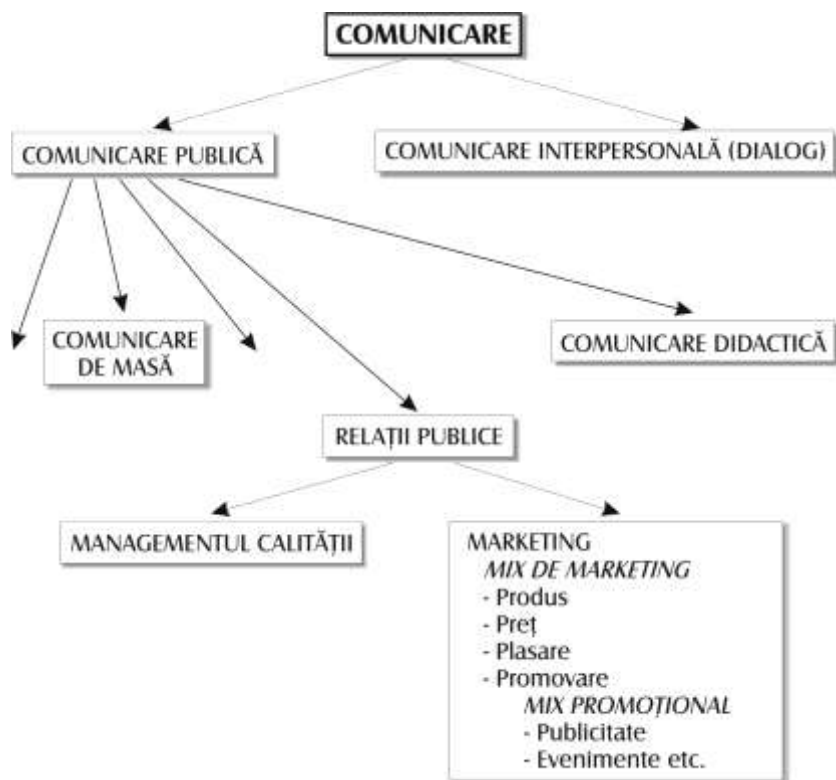 COMUNICARE
COMUNICARE PUBLICĂ
COMUNICARE INTERPERSONALĂ (DIALOG)
COMUNICARE
DE MASĂ
COMUNICARE DIDACTICĂ
RELAȚII PUBLICE
MANAGEMENTUL CALITĂȚII
MARKETING
MIX DE MARKETING
- Produs
- Preț
- Plasare
- Promovare
MIX PROMOȚIONAL
- Publicitate
- Evenimente etc.